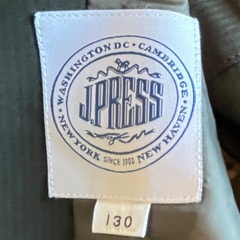 WASHINGTON DC · CAMBRIDGE ·
J.PRESS
SINCE 1902
NEW YORK · NEW HAVEN ·
130